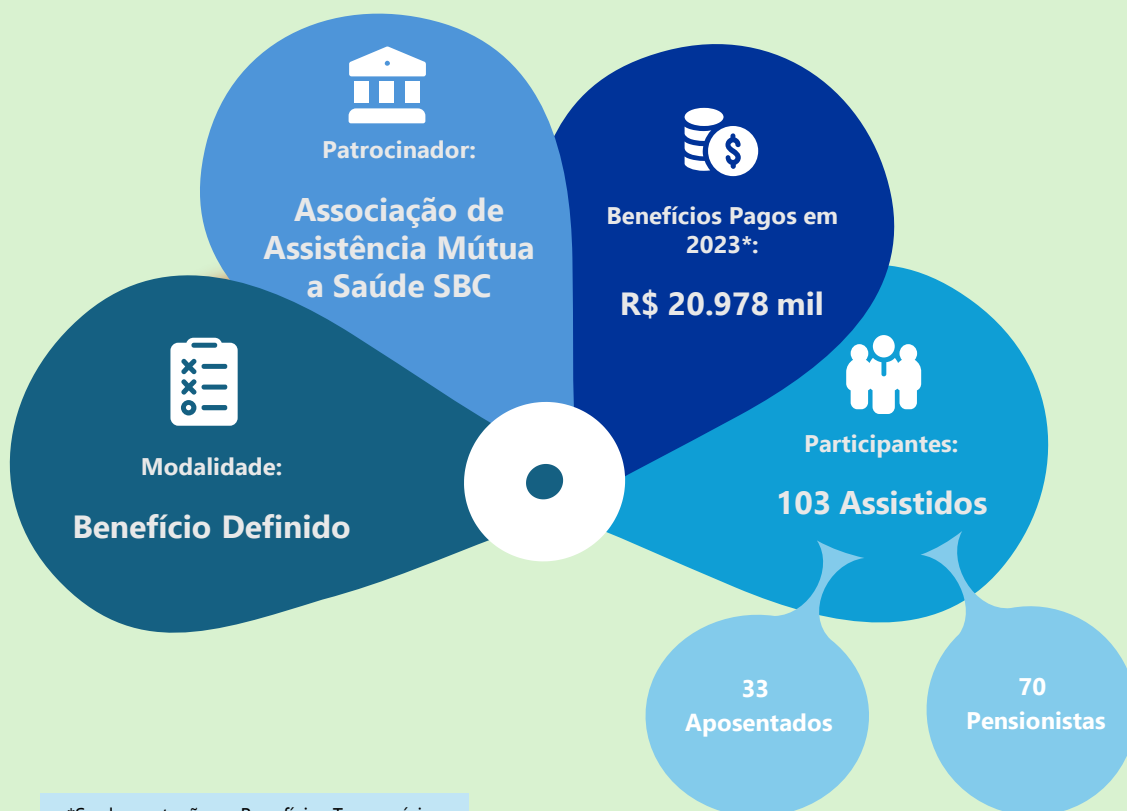 Patrocinador:
Associação de
Assistência Mútua
a Saúde SBC
Benefícios Pagos em
2023*:
R$ 20.978 mil
Modalidade:
Benefício Definido
Participantes:
103 Assistidos
33
Aposentados
70
Pensionistas